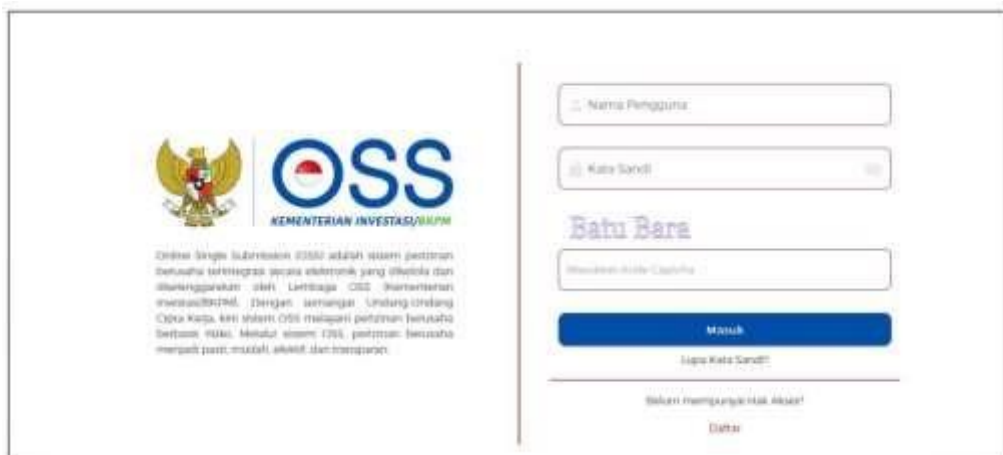 OSS
KEMENTERIAN INVESTASI/BKPM
Online Single Submission (OSS) adalah sistem perizinan
berusaha terintegrasi secara elektronik yang dikelola dan
diselenggarakan oleh Lembaga OSS (Kementerian
Investasi/BKPM). Dengan semangat Undang-Undang
Cipta Kerja, kini sistem OSS melayani perizinan berusaha
berbasis risiko. Melalui sistem OSS, perizinan berusaha
menjadi pasti, mudah, efektif, dan transparan.
Nama Pengguna
Kata Sandi
Batu Bara
Masukkan Kode Captcha
Masuk
Lupa Kata Sandi?
Belum mempunyai Hak Akses?
Daftar